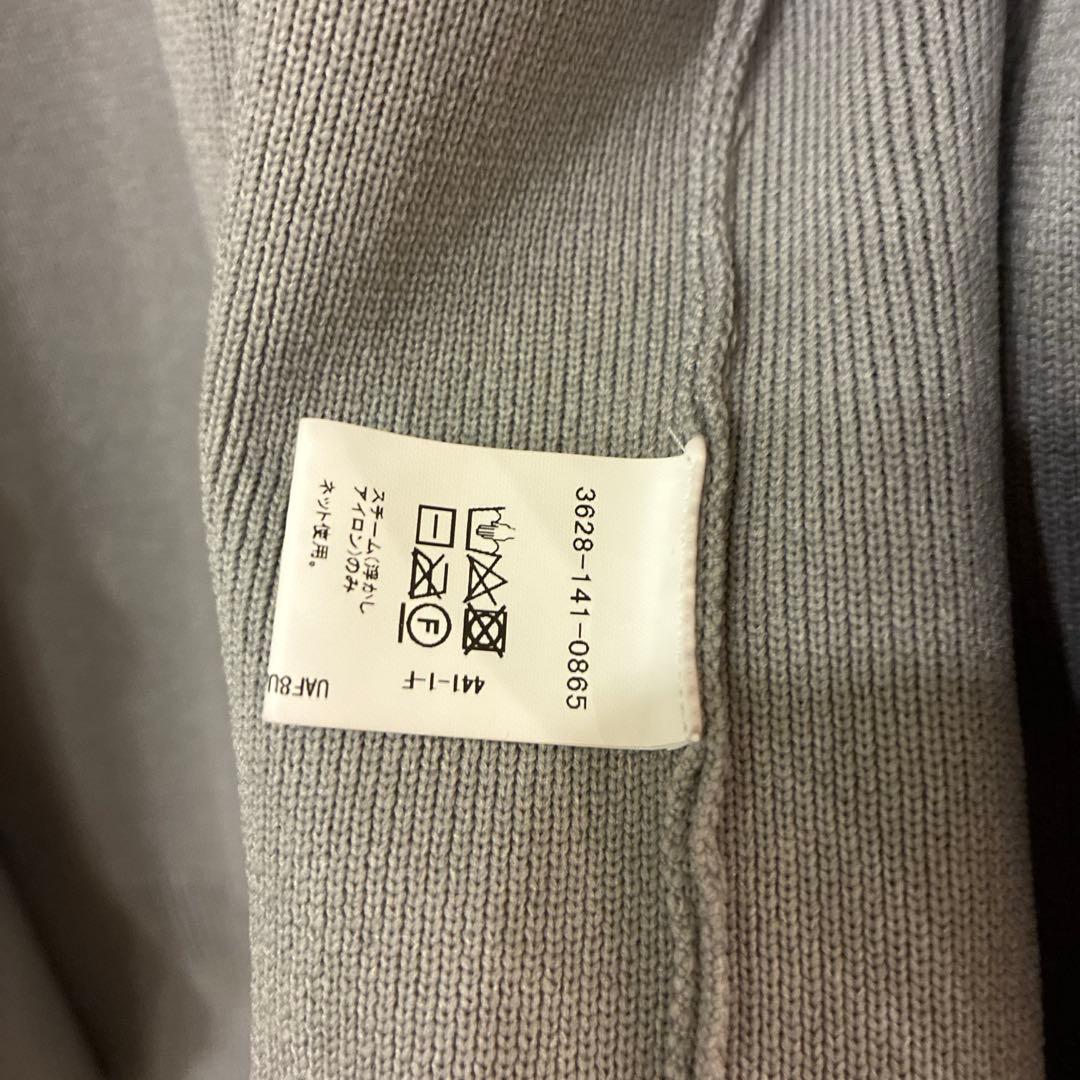 3628-141-0865
F
スチーム(浮かし
アイロン)のみ
ネット使用。
441-1-F
UAF8U